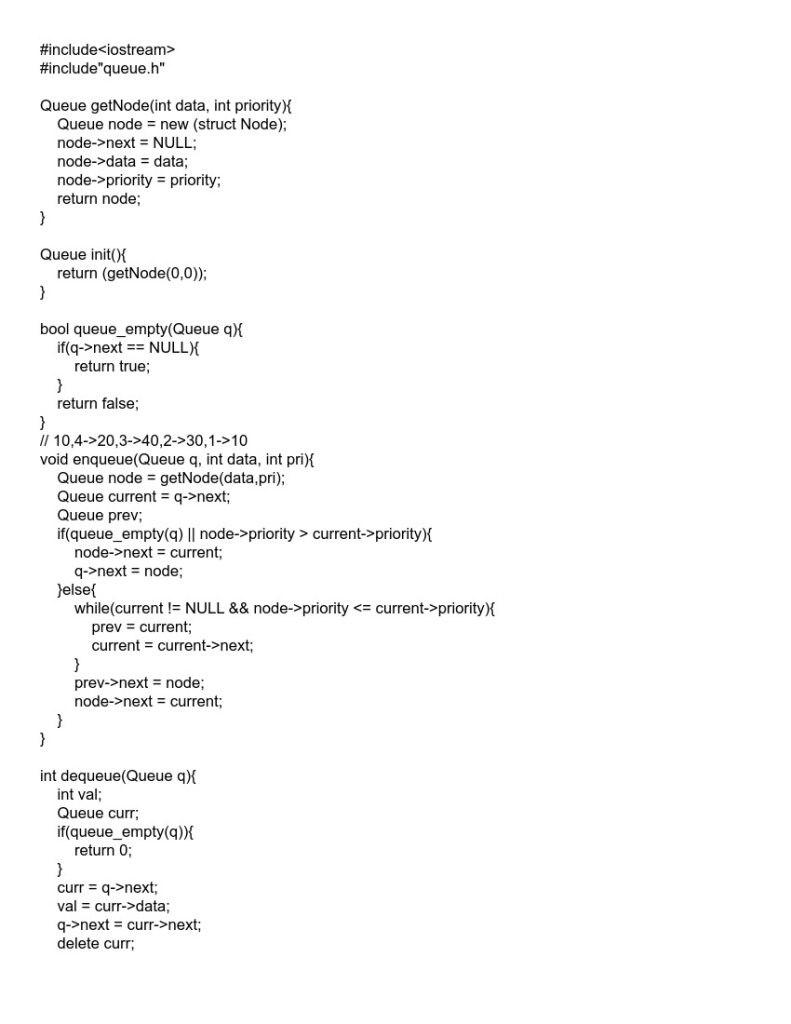 #include<iostream>
#include"queue.h"

Queue getNode(int data, int priority){
    Queue node = new (struct Node);
    node->next = NULL;
    node->data = data;
    node->priority = priority;
    return node;
}

Queue init(){
    return (getNode(0,0));
}

bool queue_empty(Queue q){
    if(q->next == NULL){
        return true;
    }
    return false;
}
// 10,4->20,3->40,2->30,1->10
void enqueue(Queue q, int data, int pri){
    Queue node = getNode(data,pri);
    Queue current = q->next;
    Queue prev;
    if(queue_empty(q) || node->priority > current->priority){
        node->next = current;
        q->next = node;
    }else{
        while(current != NULL && node->priority <= current->priority){
            prev = current;
            current = current->next;
        }
        prev->next = node;
        node->next = current;
    }
}

int dequeue(Queue q){
    int val;
    Queue curr;
    if(queue_empty(q)){
        return 0;
    }
    curr = q->next;
    val = curr->data;
    q->next = curr->next;
    delete curr;